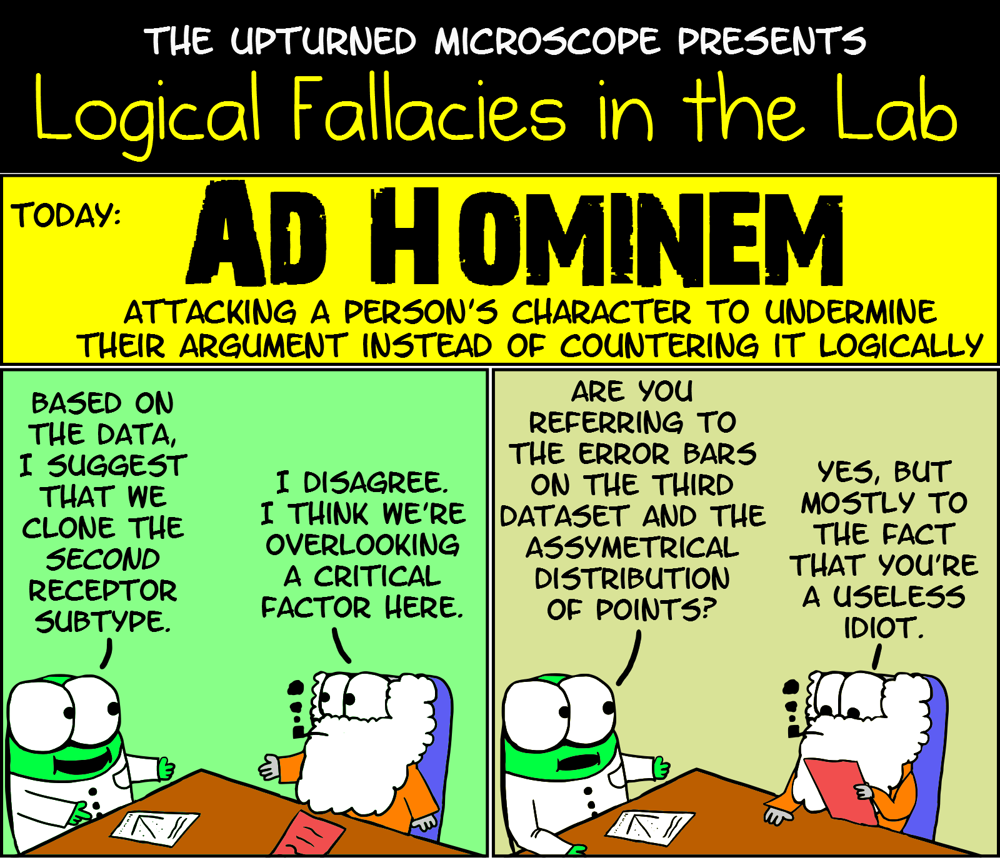 THE UPTURNED MICROSCOPE PRESENTS
Logical Fallacies in the Lab
TODAY:
AD HOMINEM
ATTACKING A PERSON'S CHARACTER TO UNDERMINE
THEIR ARGUMENT INSTEAD OF COUNTERING IT LOGICALLY
BASED ON
THE DATA,
I SUGGEST
THAT WE
CLONE THE
SECOND
RECEPTOR
SUBTYPE.
I DISAGREE.
I THINK WE'RE
OVERLOOKING
A CRITICAL
FACTOR HERE.
ARE YOU
REFERRING TO
THE ERROR BARS
ON THE THIRD
DATASET AND THE
ASSYMETRICAL
DISTRIBUTION
OF POINTS?
YES, BUT
MOSTLY TO
THE FACT
THAT YOU'RE
A USELESS
IDIOT.